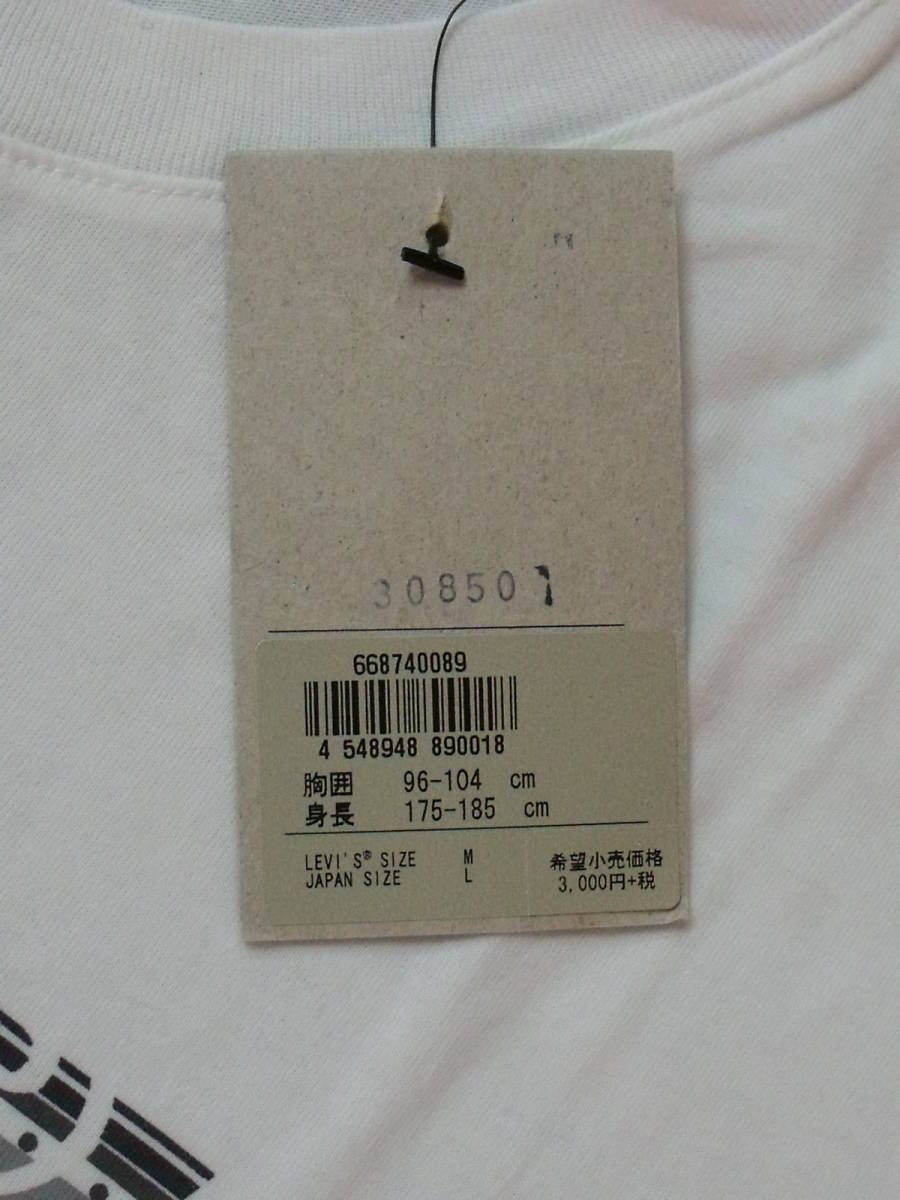 308501
668740089
4 548948 890018
胸囲 96-104 cm
身長 175-185 cm
LEVI'S® SIZE M
JAPAN SIZE L
希望小売価格
3,000円+税